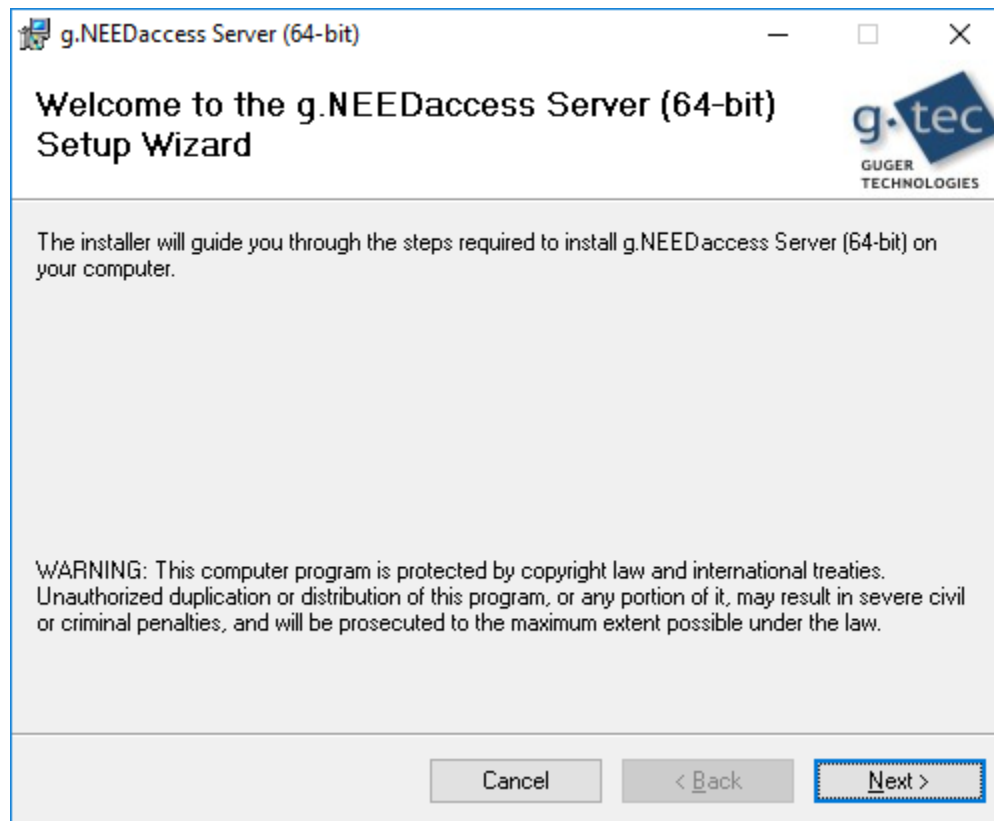 g.NEEDaccess Server (64-bit)
Welcome to the g.NEEDaccess Server (64-bit)
Setup Wizard
g.tec
GUGER
TECHNOLOGIES
The installer will guide you through the steps required to install g.NEEDaccess Server (64-bit) on
your computer.
WARNING: This computer program is protected by copyright law and international treaties.
Unauthorized duplication or distribution of this program, or any portion of it, may result in severe civil
or criminal penalties, and will be prosecuted to the maximum extent possible under the law.
Cancel
< Back
Next >